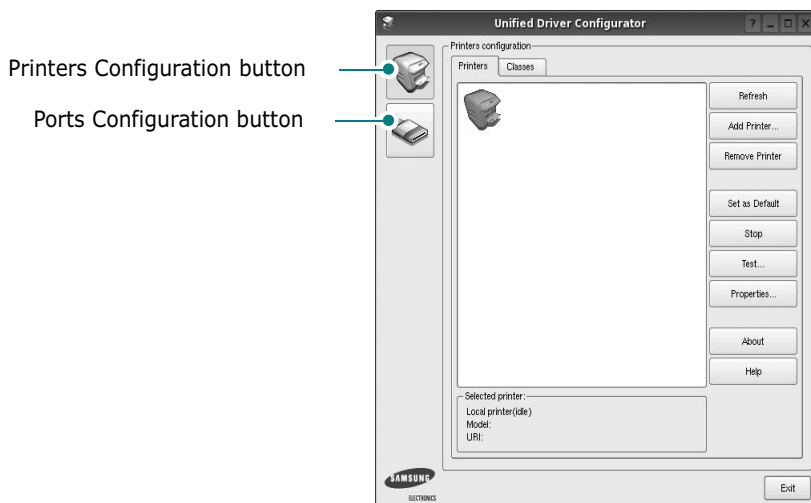 Unified Driver Configurator
?
Printers Configuration button
Ports Configuration button
Printers configuration
Printers
Classes
Refresh
Add Printer...
Remove Printer
Set as Default
Stop
Test...
Properties...
About
Help
Selected printer:
Local printer(idle)
Model:
URI:
SAMSUNG
ELECTRONICS
Exit